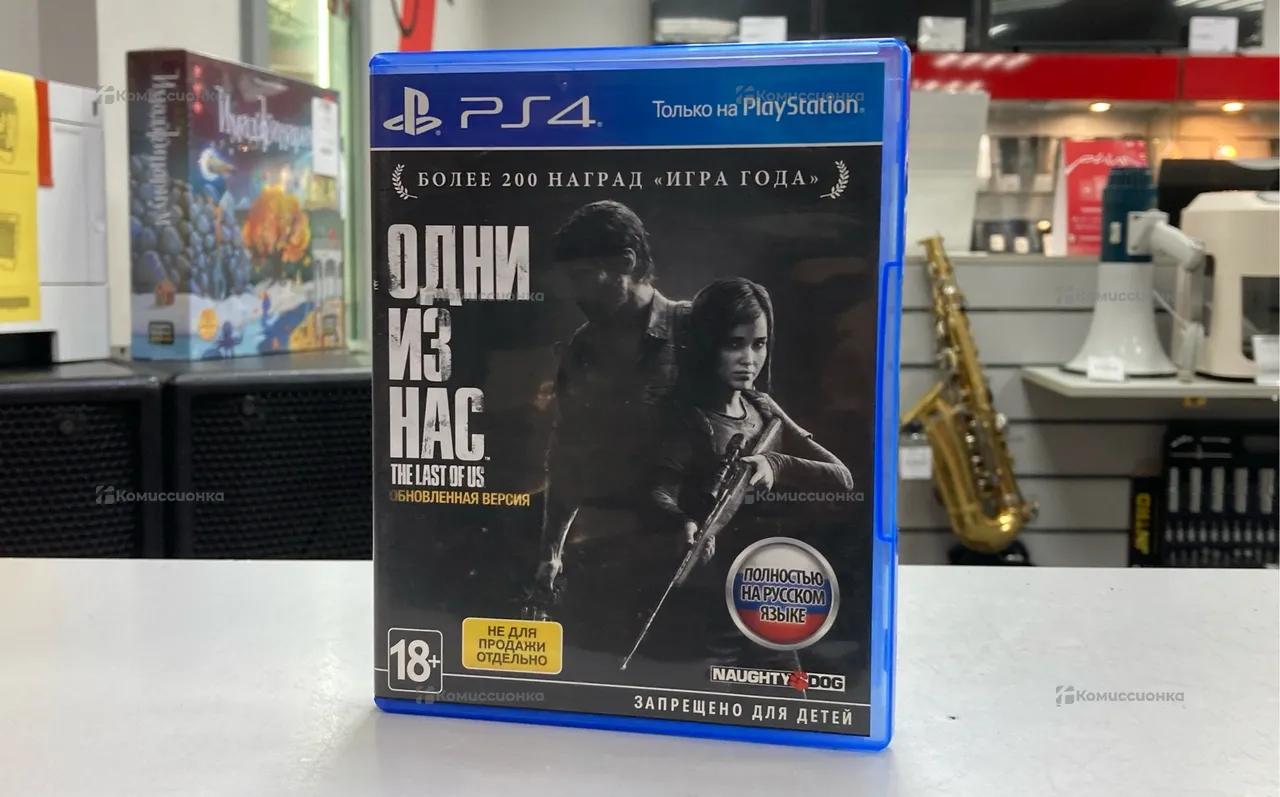 PS4
Только на PlayStation
БОЛЕЕ 200 НАГРАД «ИГРА ГОДА»
ОДНИ
ИЗ
НАС
THE LAST OF US
ОБНОВЛЕННАЯ ВЕРСИЯ
ПОЛНОСТЬЮ
НА РУССКОМ
ЯЗЫКЕ
НЕ ДЛЯ
ПРОДАЖИ
ОТДЕЛЬНО
18+
NAUGHTY DOG
ЗАПРЕЩЕНО ДЛЯ ДЕТЕЙ
Комиссионка
Комиссионка
Комиссионка
Комиссионка
Комиссионка
Комиссионка
Комиссионка
Комиссионка
Комиссионка